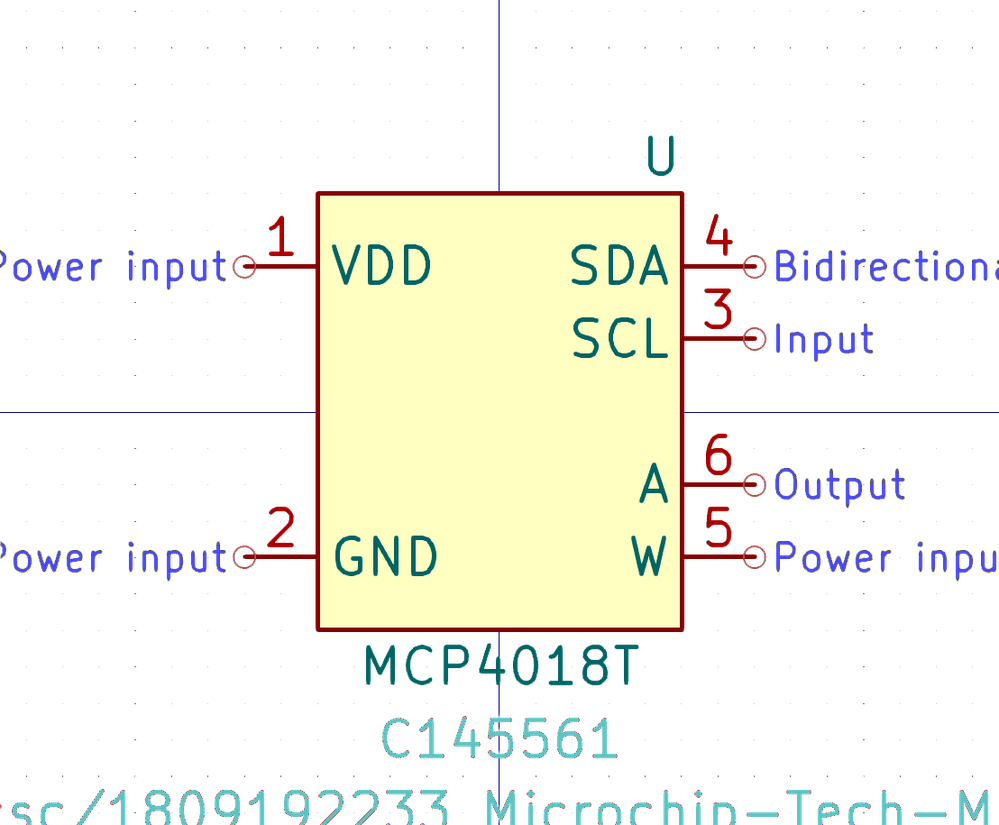 U
1 4
Power input VDD SDA Bidirectiona
3
SCL Input
6
A Output
2 5
Power input GND W Power inpu
MCP4018T
C145561
sc/1809192233 Microchip-Tech-M